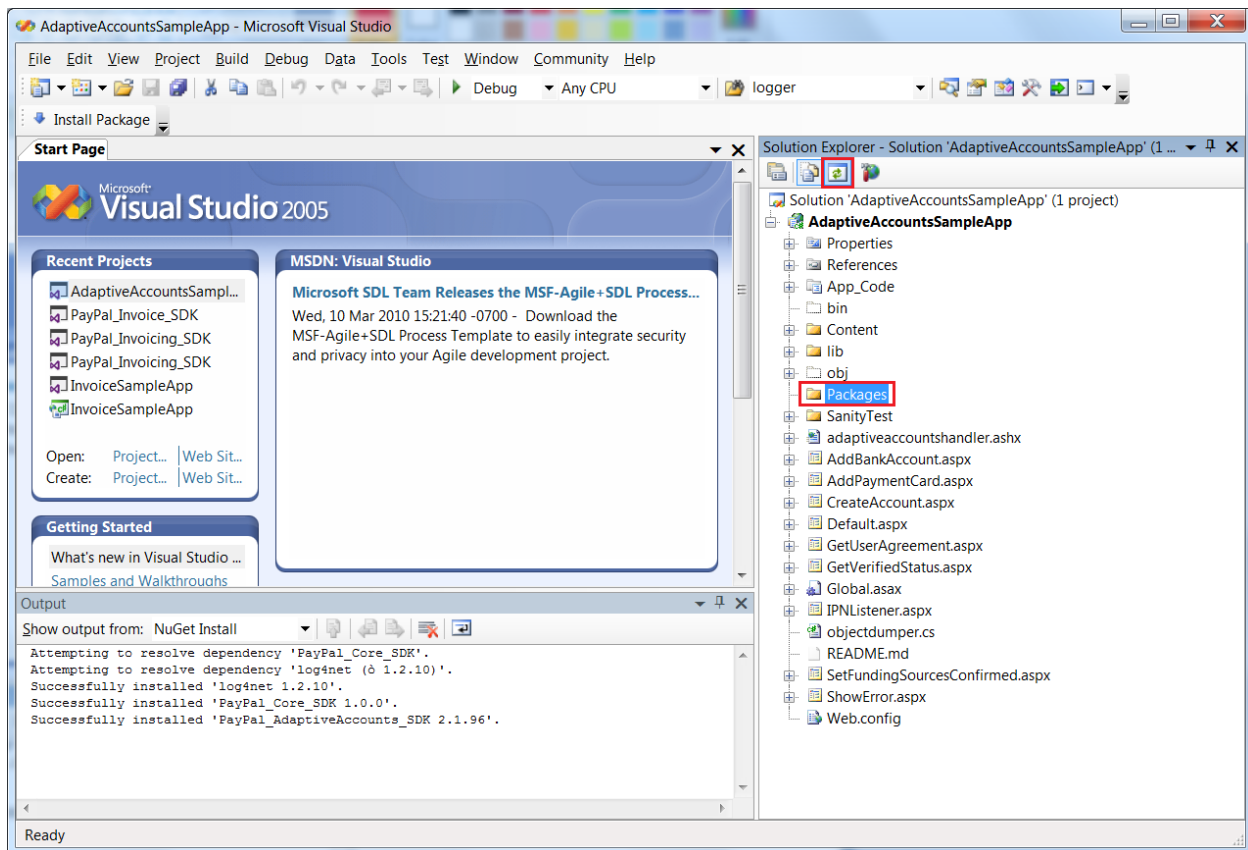 AdaptiveAccountsSampleApp - Microsoft Visual Studio
File Edit View Project Build Debug Data Tools Test Window Community Help
Debug Any CPU logger
Install Package
Start Page
Microsoft
Visual Studio 2005
Recent Projects
AdaptiveAccountsSampl...
PayPal_Invoice_SDK
PayPal_Invoicing_SDK
PayPal_Invoicing_SDK
InvoiceSampleApp
InvoiceSampleApp
Open: Project... Web Sit...
Create: Project... Web Sit...
Getting Started
What's new in Visual Studio ...
Samples and Walkthroughs
MSDN: Visual Studio
Microsoft SDL Team Releases the MSF-Agile+SDL Process...
Wed, 10 Mar 2010 15:21:40 -0700 - Download the
MSF-Agile+SDL Process Template to easily integrate security
and privacy into your Agile development project.
Output
Show output from: NuGet Install
Attempting to resolve dependency 'PayPal_Core_SDK'.
Attempting to resolve dependency 'log4net (ò 1.2.10)'.
Successfully installed 'log4net 1.2.10'.
Successfully installed 'PayPal_Core_SDK 1.0.0'.
Successfully installed 'PayPal_AdaptiveAccounts_SDK 2.1.96'.
Solution Explorer - Solution 'AdaptiveAccountsSampleApp' (1 ...
Solution 'AdaptiveAccountsSampleApp' (1 project)
AdaptiveAccountsSampleApp
Properties
References
App_Code
bin
Content
lib
obj
Packages
SanityTest
adaptiveaccountshandler.ashx
AddBankAccount.aspx
AddPaymentCard.aspx
CreateAccount.aspx
Default.aspx
GetUserAgreement.aspx
GetVerifiedStatus.aspx
Global.asax
IPNListener.aspx
objectdumper.cs
README.md
SetFundingSourcesConfirmed.aspx
ShowError.aspx
Web.config
Ready